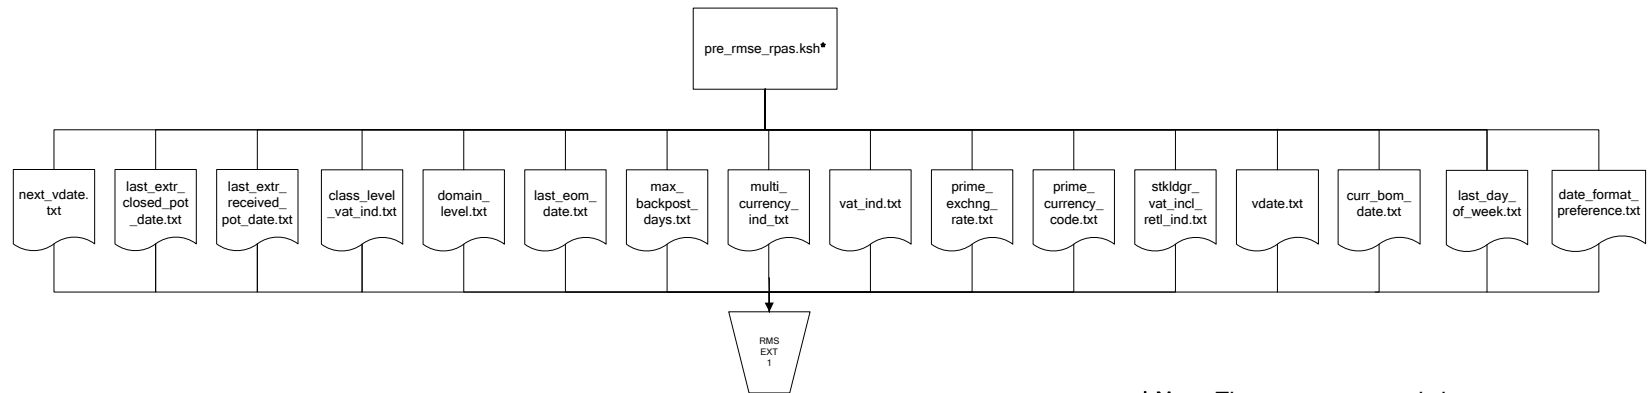 pre_rmse_rpas.ksh*
next_vdate.
txt
last_extr_
closed_pot
_date.txt
last_extr_
received_
pot_date.txt
class_level
_vat_ind.txt
domain_
level.txt
last_eom_
date.txt
max_
backpost_
days.txt
multi_
currency_
ind_txt
vat_ind.txt
prime_
exchng_
rate.txt
prime_
currency_
code.txt
stkldgr_
vat_incl_
retl_ind.txt
vdate.txt
curr_bom_
date.txt
last_day_
of_week.txt
date_format_
preference.txt
RMS
EXT
1